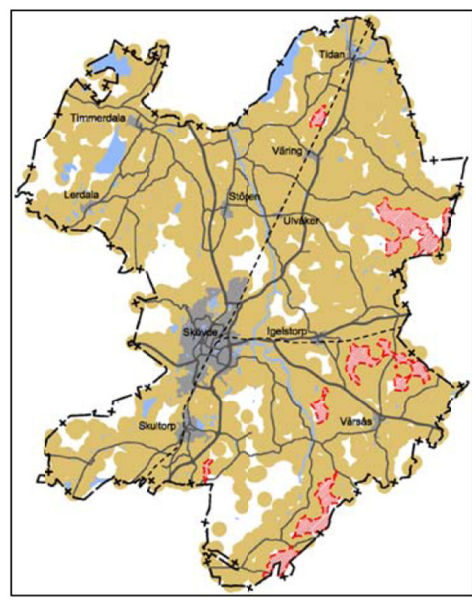 Tidan
Timmerdala
Väring
Lerdala
Stöpen
Ulvåker
Skövde
Igelstorp
Skultorp
Värsås